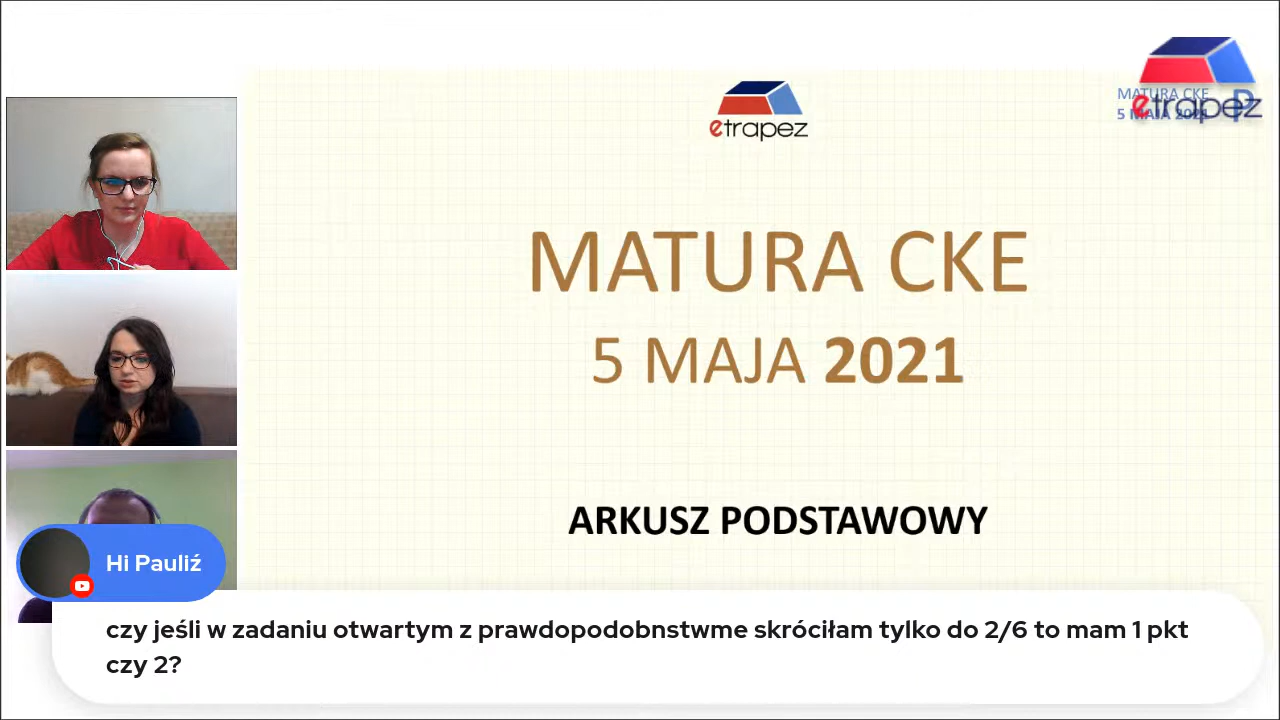 etrapez
MATURA CKE
5 MAJA 2021
P
etrapez
MATURA CKE
5 MAJA 2021
ARKUSZ PODSTAWOWY
Hi Pauliź
czy jeśli w zadaniu otwartym z prawdopodobnstwme skróciłam tylko do 2/6 to mam 1 pkt
czy 2?